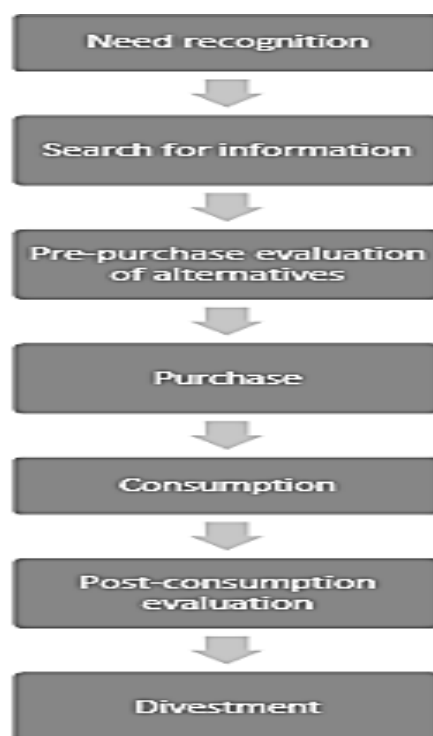 Need recognition
Search for information
Pre-purchase evaluation
of alternatives
Purchase
Consumption
Post-consumption
evaluation
Divestment